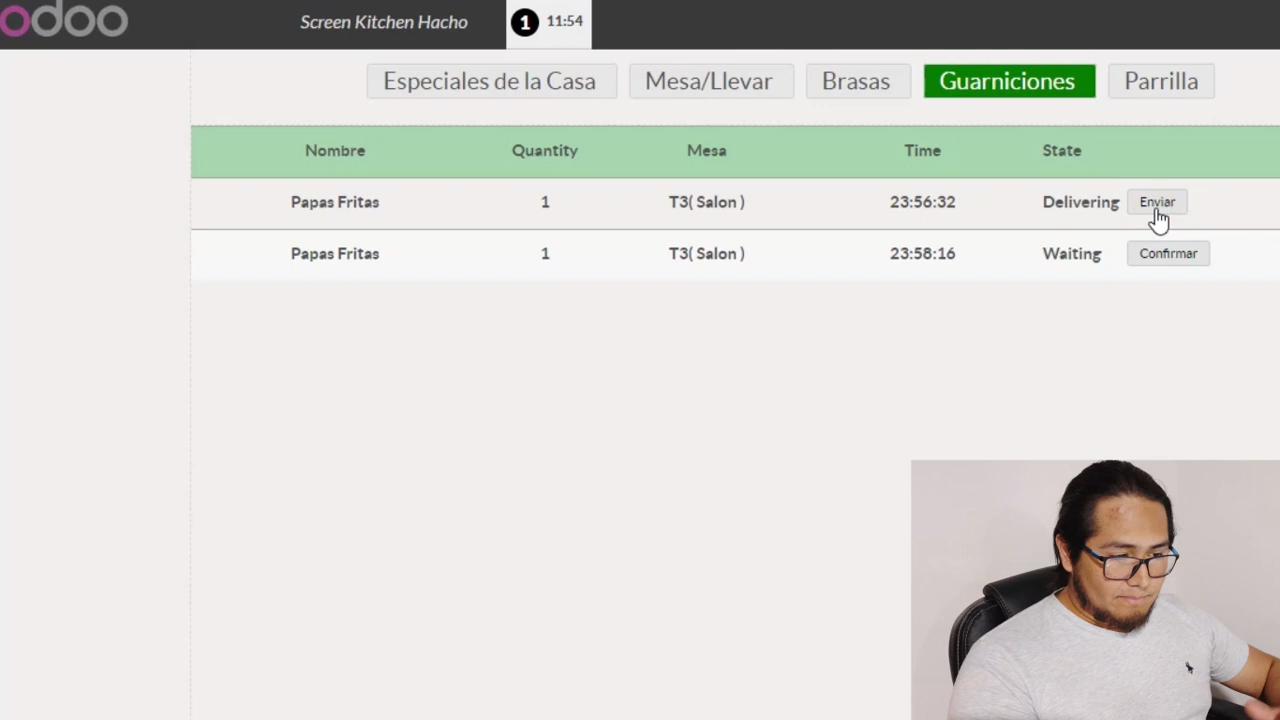 odoo
Screen Kitchen Hacho
1 11:54
Especiales de la Casa Mesa/Llevar Brasas Guarniciones Parrilla
Nombre Quantity Mesa Time State
Papas Fritas 1 T3( Salon ) 23:56:32 Delivering Enviar
Papas Fritas 1 T3( Salon ) 23:58:16 Waiting Confirmar